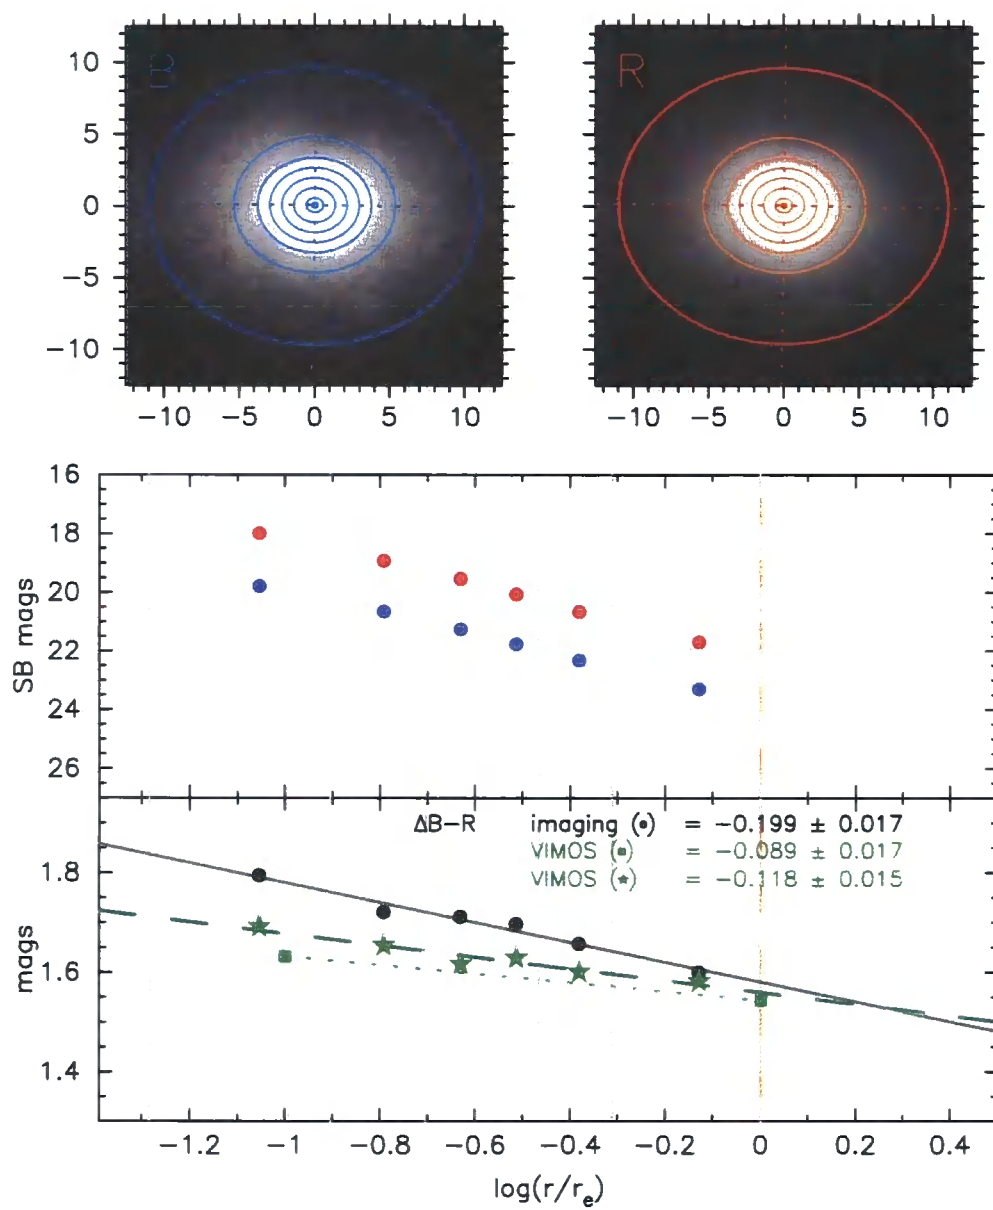 B
R
10
5
0
−5
−10
−10 −5 0 5 10
−10 −5 0 5 10
16
18
20
22
24
26
SB mags
ΔB−R imaging (•) = −0.199 ± 0.017
VIMOS (■) = −0.089 ± 0.017
VIMOS (★) = −0.118 ± 0.015
1.8
1.6
1.4
mags
−1.2 −1 −0.8 −0.6 −0.4 −0.2 0 0.2 0.4
log(r/re)